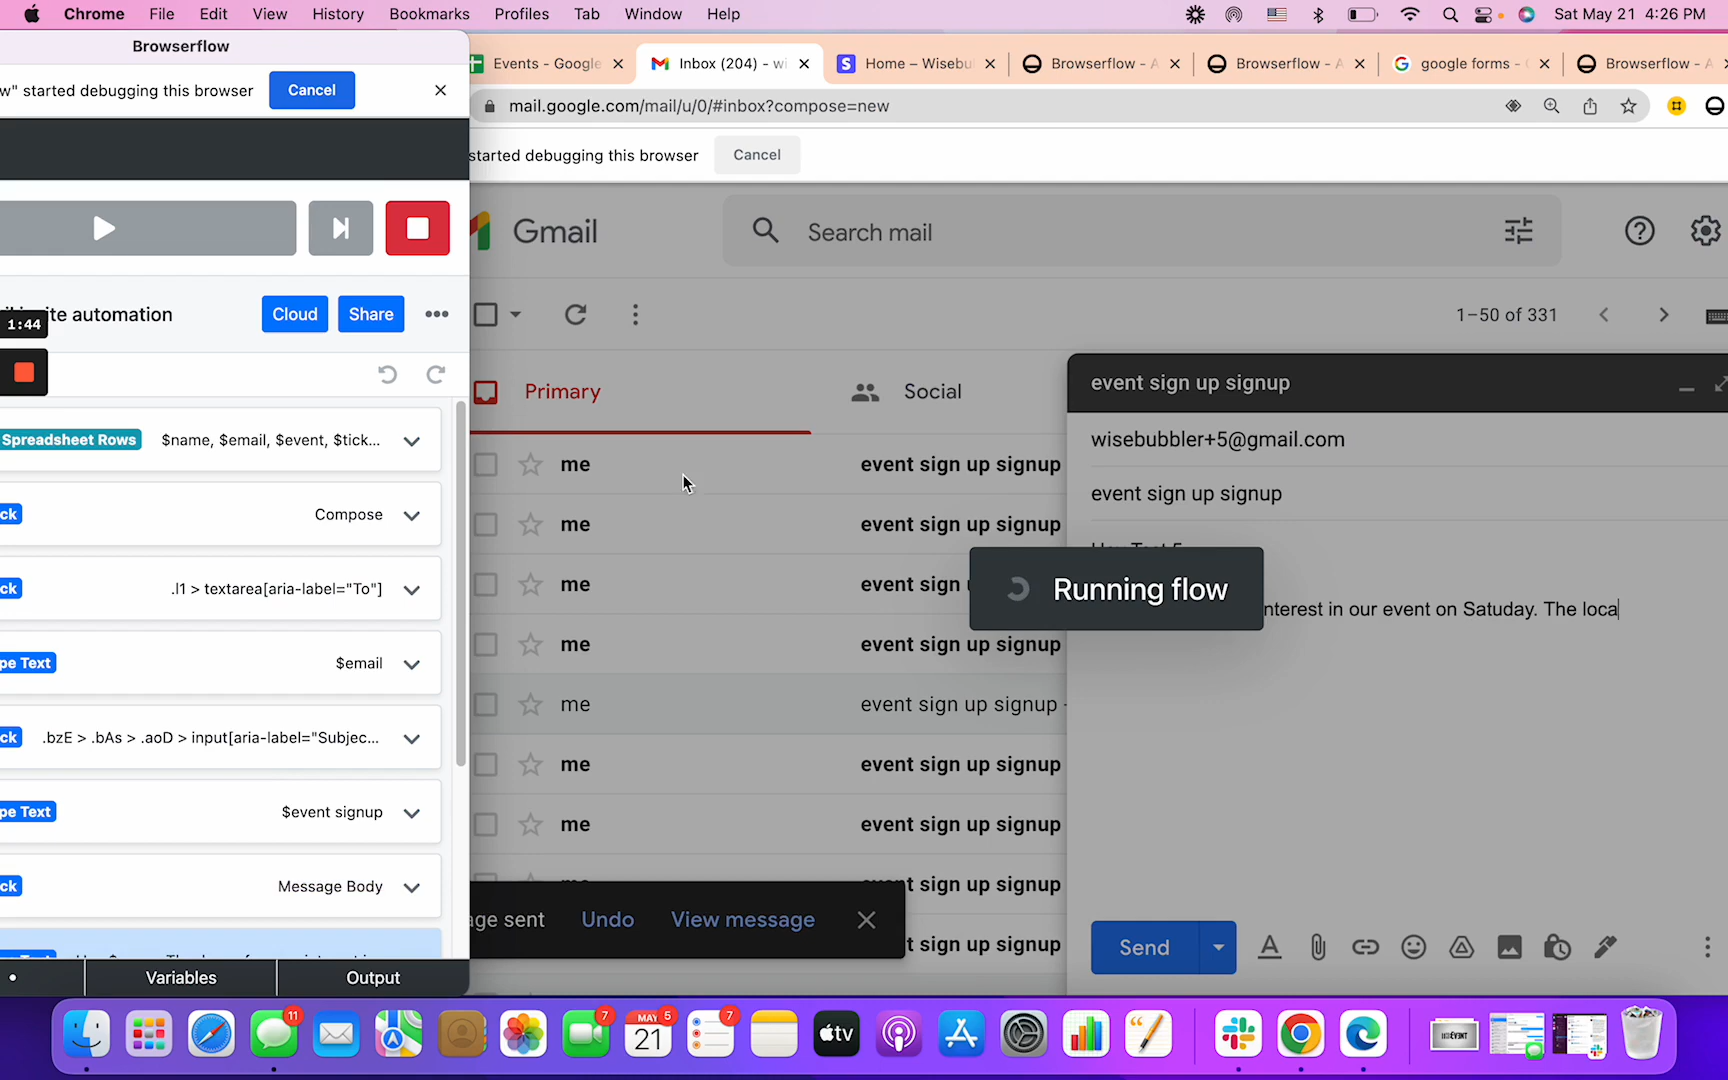 Chrome File Edit View History Bookmarks Profiles Tab Window Help Sat May 21 4:26 PM
Browserflow
w" started debugging this browser Cancel
Events - Google Inbox (204) - wi Home – Wisebu Browserflow - A Browserflow - A google forms - Browserflow - A
mail.google.com/mail/u/0/#inbox?compose=new
started debugging this browser Cancel
Gmail Search mail
te automation Cloud Share
1:44
1–50 of 331
Primary Social
Spreadsheet Rows $name, $email, $event, $tick...
ck Compose
ck .l1 > textarea[aria-label="To"]
pe Text $email
ck .bzE > .bAs > .aoD > input[aria-label="Subjec...
pe Text $event signup
ck Message Body
Variables Output
me event sign up signup
me event sign up signup
me event sign
me event sign up signup
me event sign up signup -
me event sign up signup
me event sign up signup
t sign up signup
t sign up signup
age sent Undo View message
event sign up signup
wisebubbler+5@gmail.com
event sign up signup
Running flow
nterest in our event on Satuday. The loca
Send
11
7
MAY 5
21
7
tv